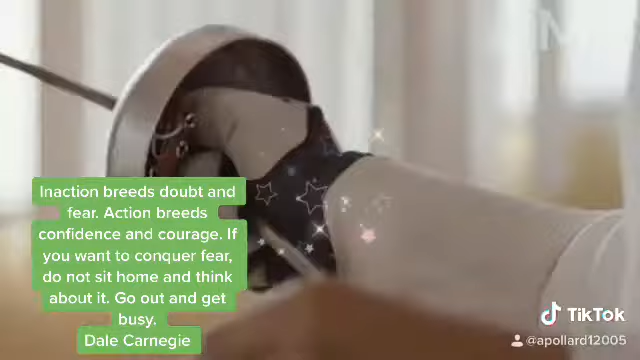 Inaction breeds doubt and
fear. Action breeds
confidence and courage. If
you want to conquer fear,
do not sit home and think
about it. Go out and get
busy.
Dale Carnegie
TikTok
@apollard12005